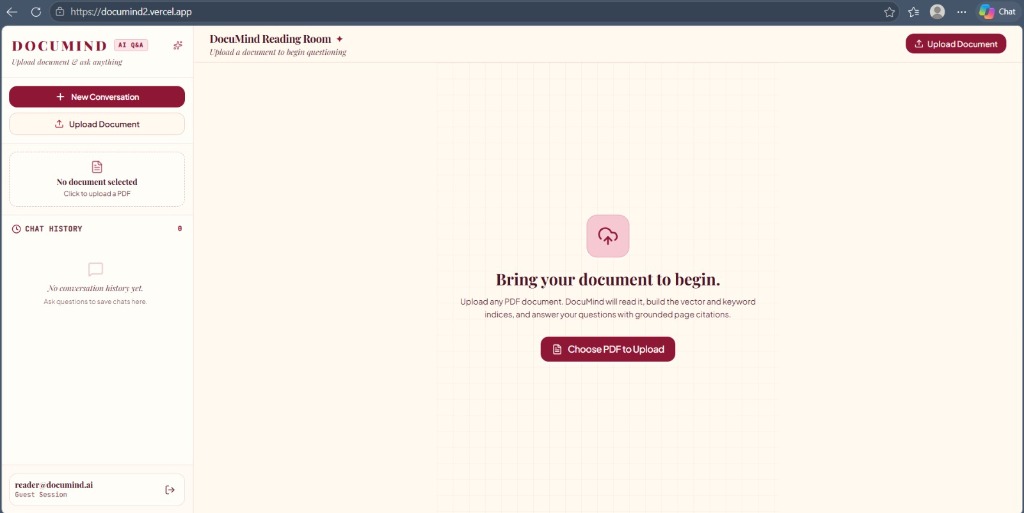 https://documind2.vercel.app
Chat
DOCUMIND AI Q&A
Upload document & ask anything
+ New Conversation
Upload Document
No document selected
Click to upload a PDF
CHAT HISTORY 0
No conversation history yet.
Ask questions to save chats here.
reader@documind.ai
Guest Session
DocuMind Reading Room ✦
Upload a document to begin questioning
Upload Document
Bring your document to begin.
Upload any PDF document. DocuMind will read it, build the vector and keyword
indices, and answer your questions with grounded page citations.
Choose PDF to Upload